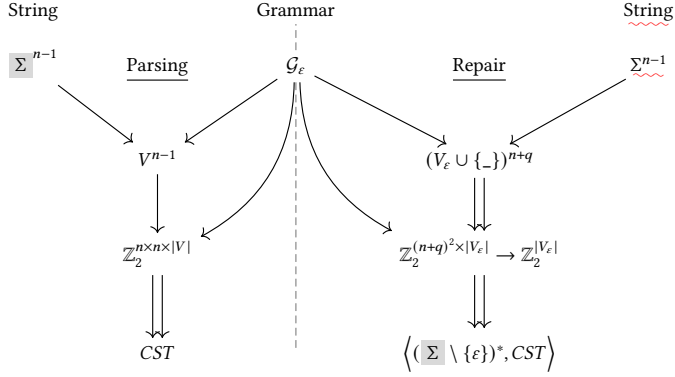 String Grammar String
Σ^{n−1} Parsing 𝒢_ε Repair Σ^{n−1}
V^{n−1} (V_ε ∪ {_})^{n+q}
ℤ_2^{n×n×|V|} ℤ_2^{(n+q)^2×|V_ε|} → ℤ_2^{|V_ε|}
CST ⟨(Σ \ {ε})^*, CST⟩